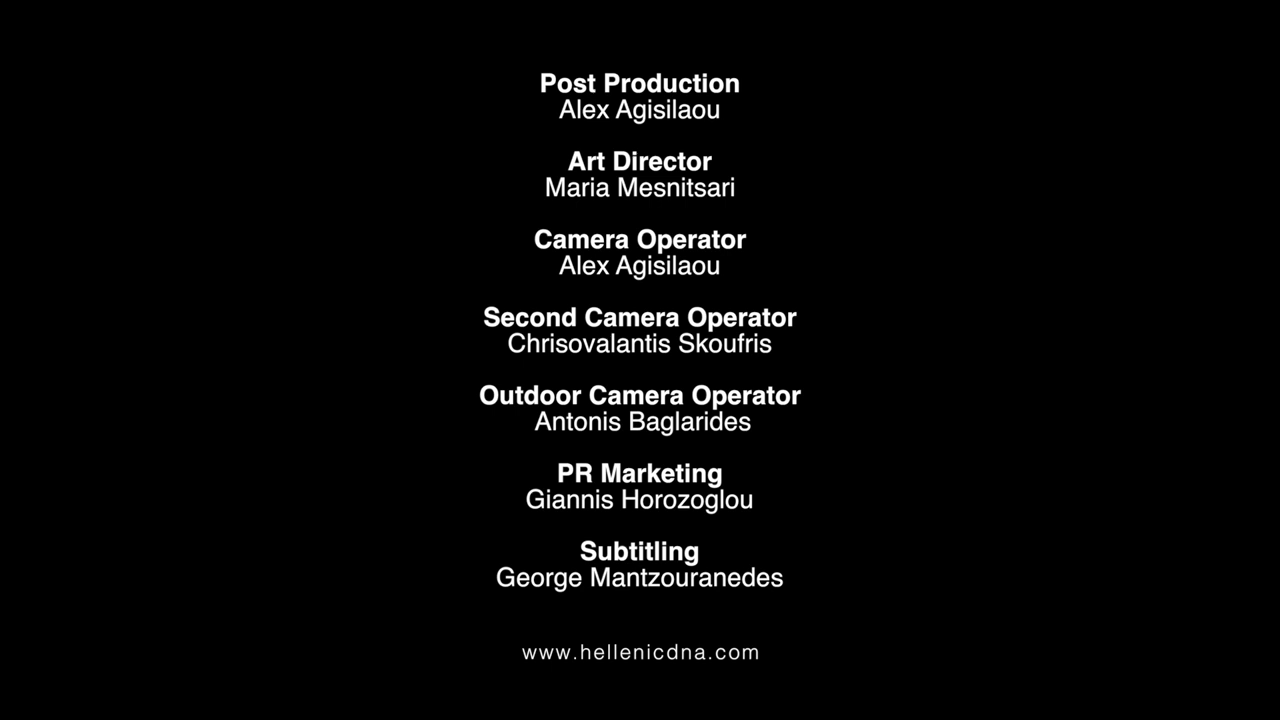 Post Production
Alex Agisilaou
Art Director
Maria Mesnitsari
Camera Operator
Alex Agisilaou
Second Camera Operator
Chrisovalantis Skoufris
Outdoor Camera Operator
Antonis Baglarides
PR Marketing
Giannis Horozoglou
Subtitling
George Mantzouranedes
www.hellenicdna.com